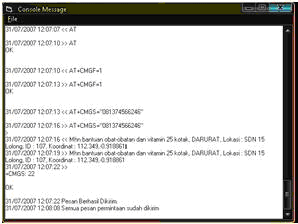 Console Message
File
31/07/2007 12:07:07 << AT
31/07/2007 12:07:10 >> AT
OK
31/07/2007 12:07:10 << AT+CMGF=1
31/07/2007 12:07:13 >> AT+CMGF=1
OK
31/07/2007 12:07:13 << AT+CMGS="081374566246"
31/07/2007 12:07:16 >> AT+CMGS="081374566246"
>
31/07/2007 12:07:16 << Mhn bantuan obat-obatan dan vitamin 25 kotak, DARURAT, Lokasi : SDN 15
Lolong, ID : 107, Koordinat : 112.349,-0.918861
31/07/2007 12:07:19 >> Mhn bantuan obat-obatan dan vitamin 25 kotak, DARURAT, Lokasi : SDN 15
Lolong, ID : 107, Koordinat : 112.349,-0.918861
31/07/2007 12:07:22 >>
+CMGS: 22
OK
31/07/2007 12:07:22 Pesan Berhasil Dikirim.
31/07/2007 12:08:08 Semua pesan permintaan sudah dikirim